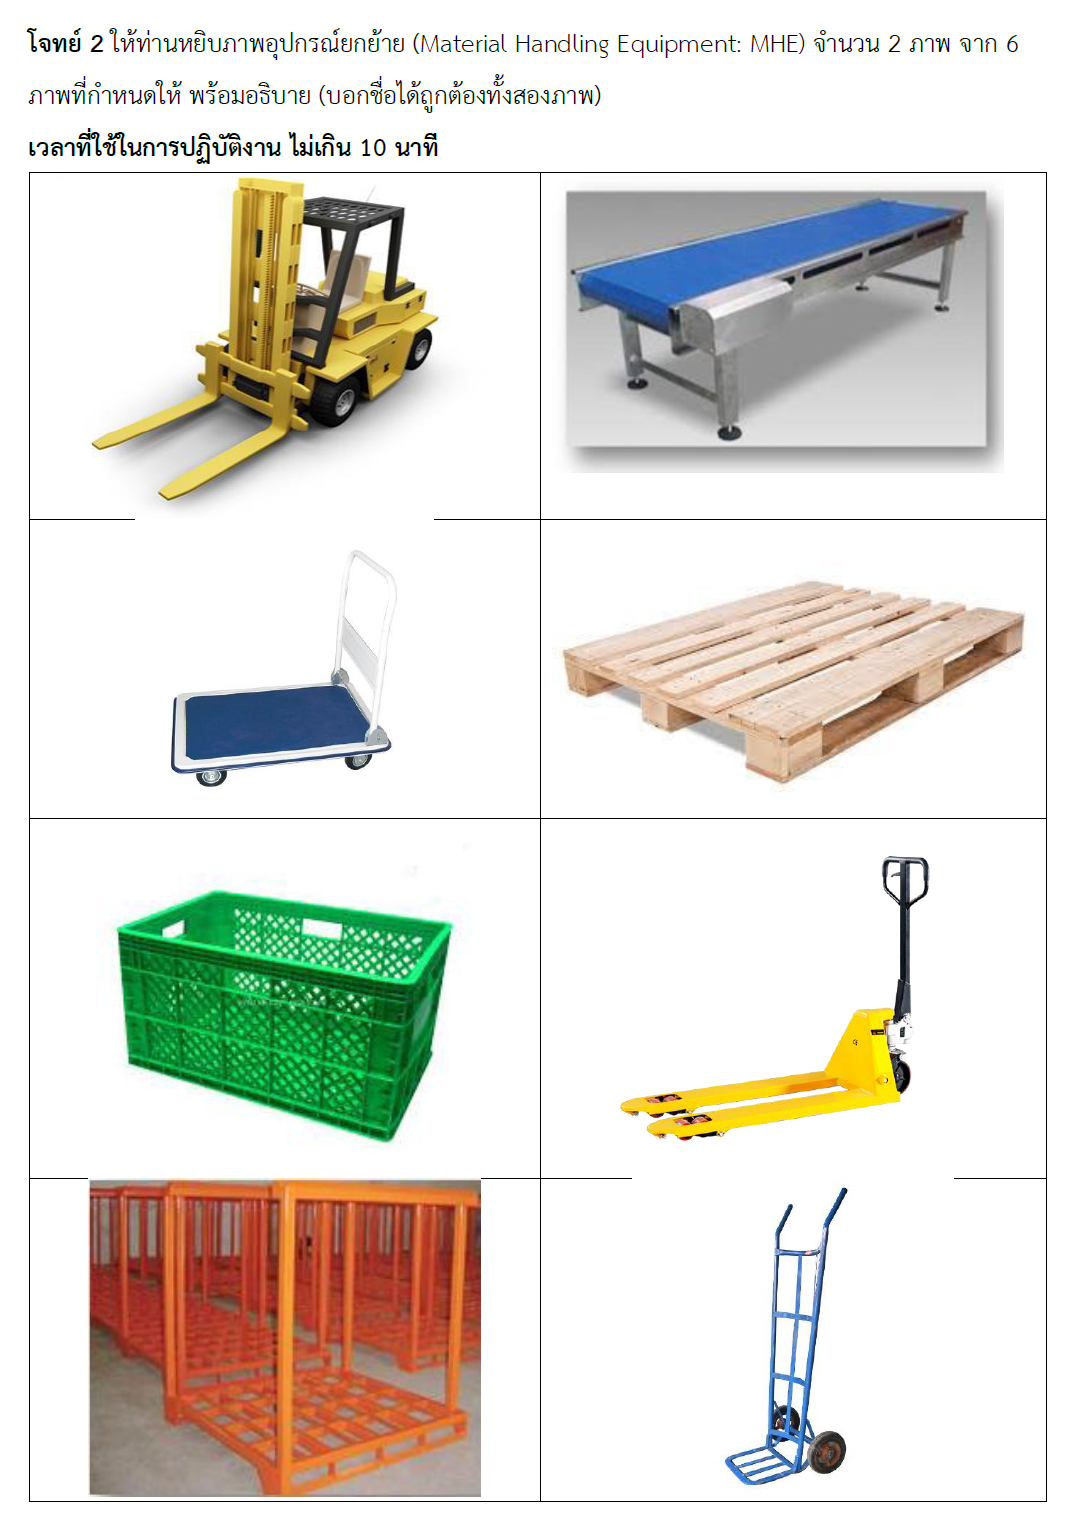 โจทย์ 2 ให้ท่านหยิบภาพอุปกรณ์ยกย้าย (Material Handling Equipment: MHE) จำนวน 2 ภาพ จาก 6
ภาพที่กำหนดให้ พร้อมอธิบาย (บอกชื่อได้ถูกต้องทั้งสองภาพ)
เวลาที่ใช้ในการปฏิบัติงาน ไม่เกิน 10 นาที